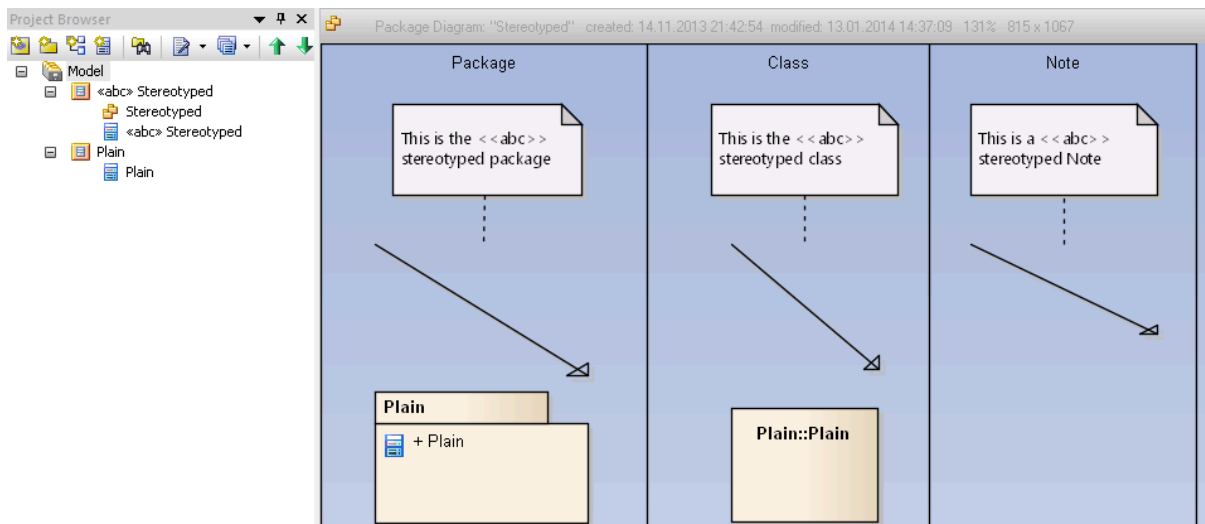 Project Browser
Model
«abc» Stereotyped
Stereotyped
«abc» Stereotyped
Plain
Plain
Package Diagram: "Stereotyped" created: 14.11.2013 21:42:54 modified: 13.01.2014 14:37:09 131% 815 x 1067
Package
Class
Note
This is the <<abc>>
stereotyped package
This is the <<abc>>
stereotyped class
This is a <<abc>>
stereotyped Note
Plain
+ Plain
Plain::Plain